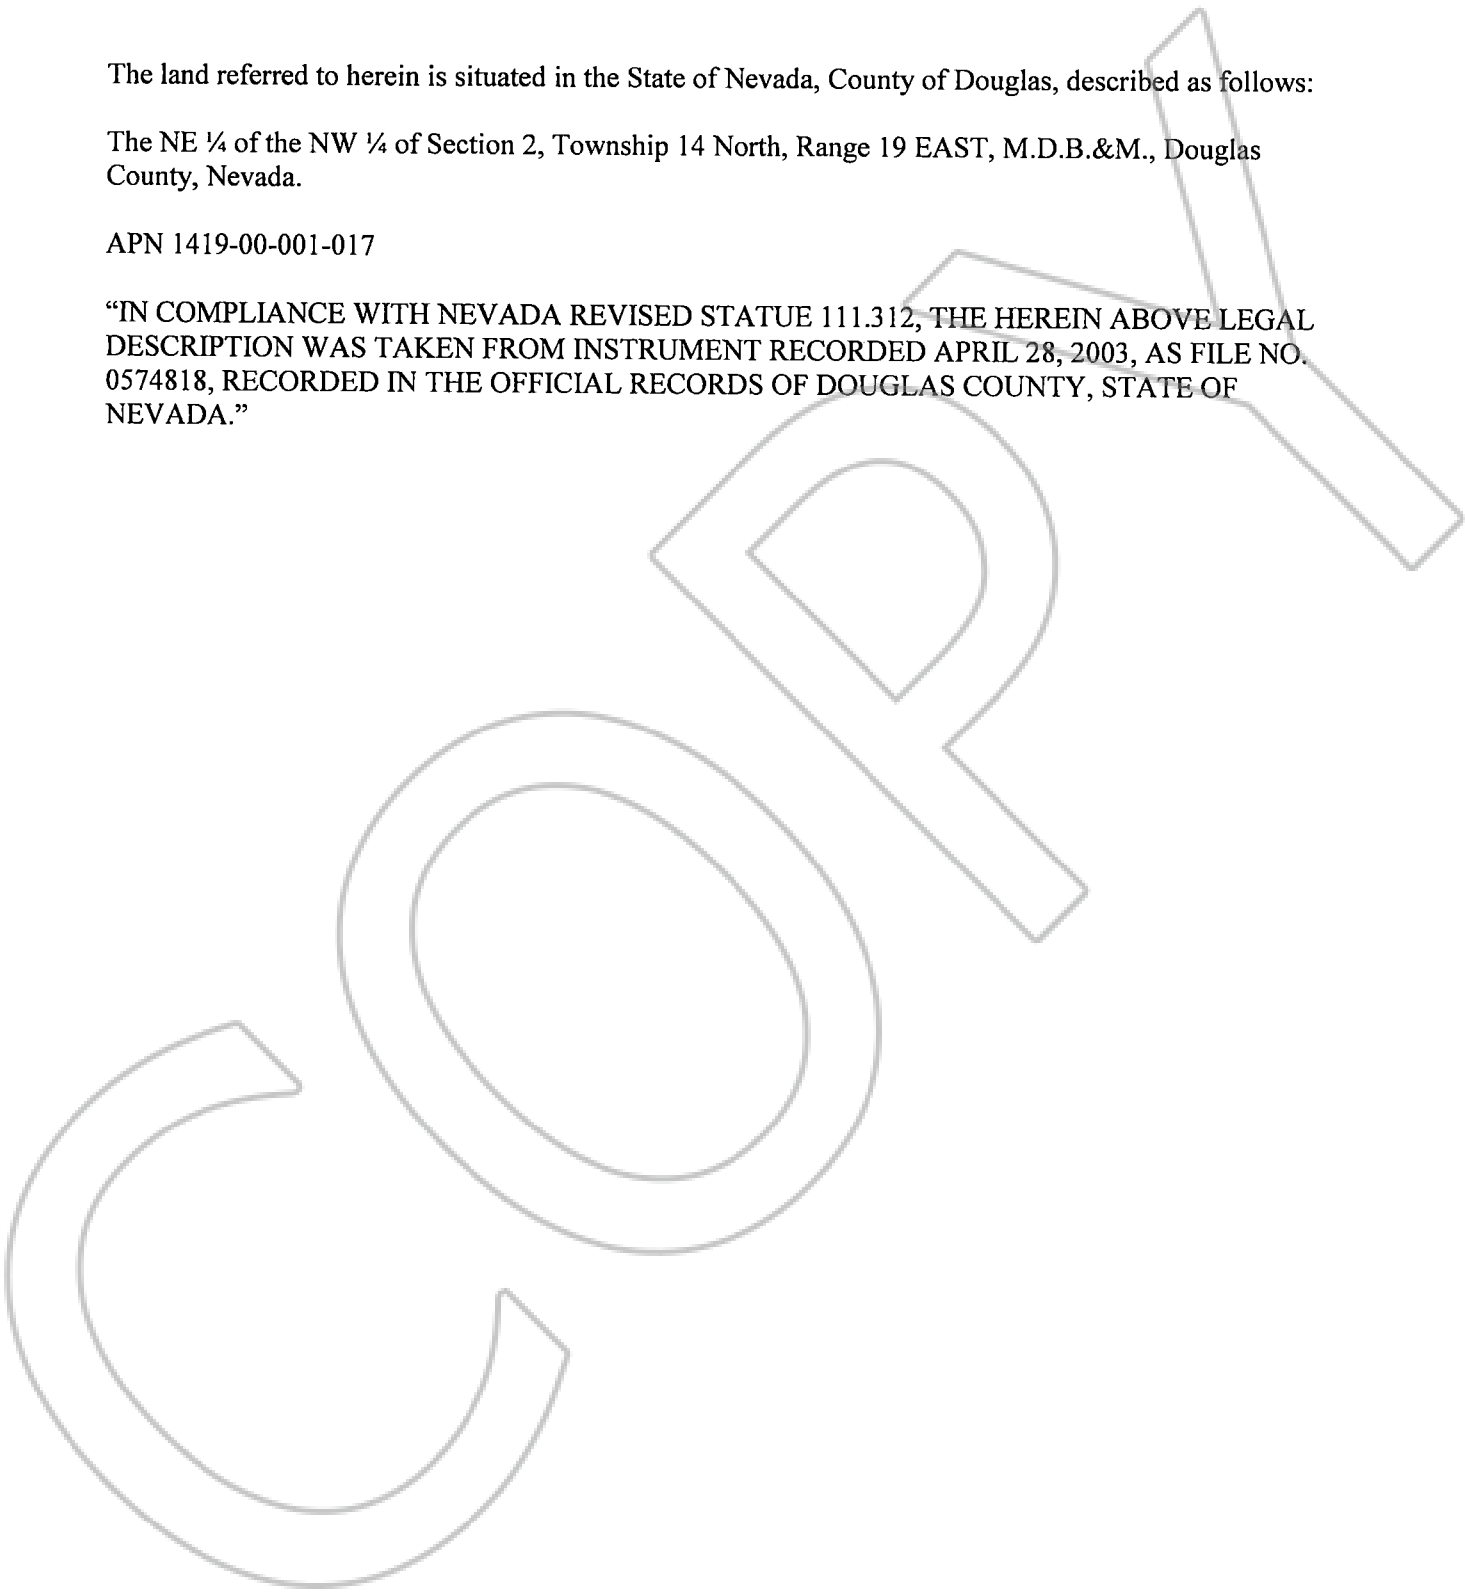 The land referred to herein is situated in the State of Nevada, County of Douglas, described as follows:
The NE ¼ of the NW ¼ of Section 2, Township 14 North, Range 19 EAST, M.D.B.&M., Douglas
County, Nevada.
APN 1419-00-001-017
“IN COMPLIANCE WITH NEVADA REVISED STATUE 111.312, THE HEREIN ABOVE LEGAL
DESCRIPTION WAS TAKEN FROM INSTRUMENT RECORDED APRIL 28, 2003, AS FILE NO.
0574818, RECORDED IN THE OFFICIAL RECORDS OF DOUGLAS COUNTY, STATE OF
NEVADA.”
COPY